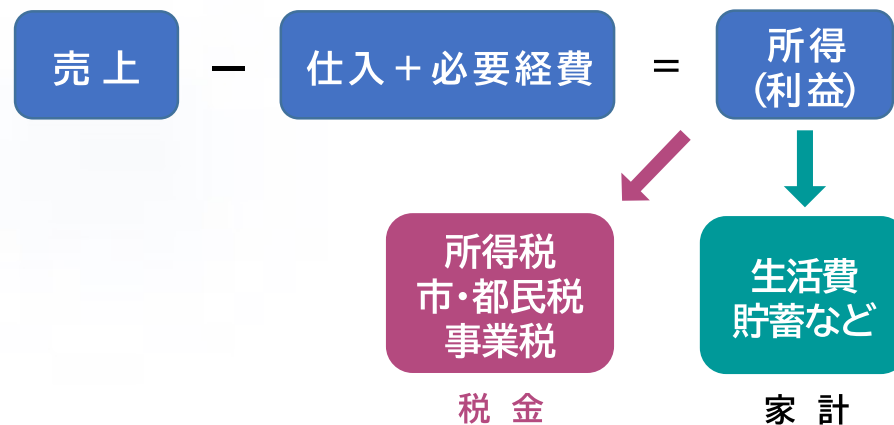 売上 − 仕入＋必要経費 ＝ 所得
(利益)
所得税
市・都民税
事業税
生活費
貯蓄など
税金
家計